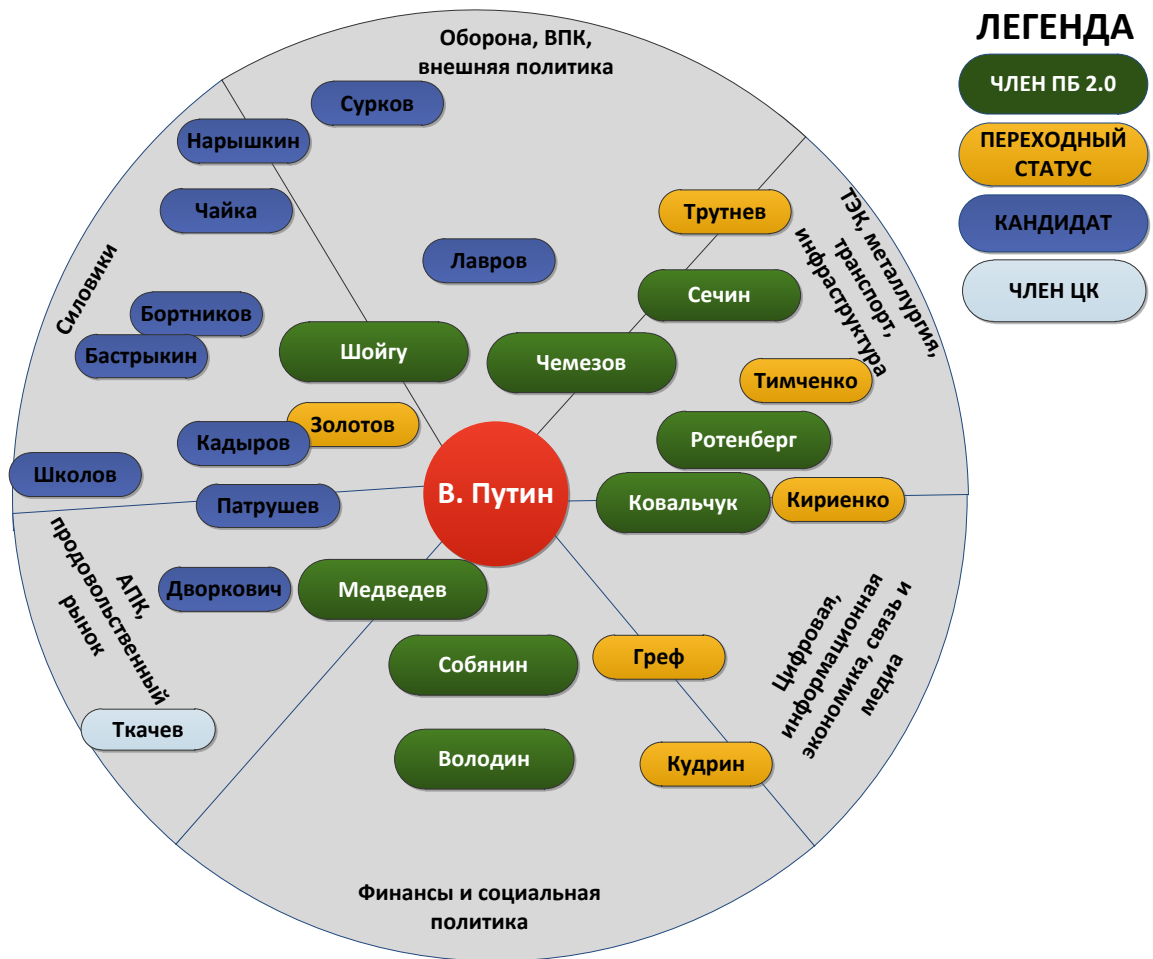 ЛЕГЕНДА
ЧЛЕН ПБ 2.0
ПЕРЕХОДНЫЙ
СТАТУС
КАНДИДАТ
ЧЛЕН ЦК
Оборона, ВПК,
внешняя политика
Сурков
Нарышкин
Чайка
Лавров
Трутнев
Сечин
ТЭК, металлургия,
транспорт,
инфраструктура
Силовики
Бортников
Бастрыкин
Шойгу
Чемезов
Тимченко
Золотов
Кадыров
Ротенберг
Школов
Патрушев
В. Путин
Ковальчук
Кириенко
АПК,
продовольственный
рынок
Дворкович
Медведев
Собянин
Греф
Цифровая,
информационная
экономика, связь и
медиа
Ткачев
Володин
Кудрин
Финансы и социальная
политика